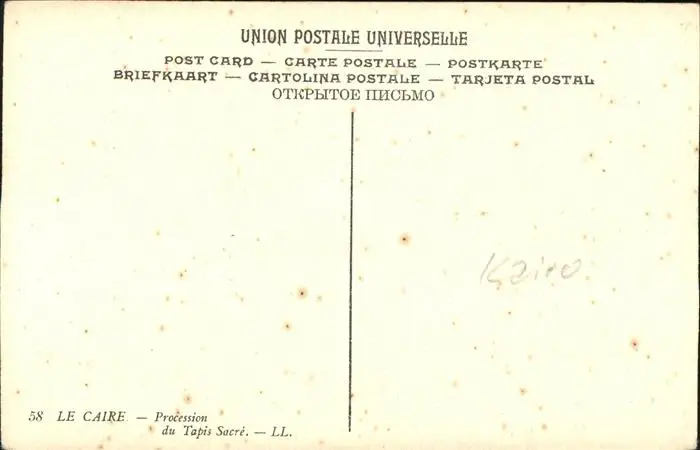 UNION POSTALE UNIVERSELLE
POST CARD — CARTE POSTALE — POSTKARTE
BRIEFKAART — CARTOLINA POSTALE — TARJETA POSTAL
ОТКРЫТОЕ ПИСЬМО
Kairo
58 LE CAIRE. — Procession
du Tapis Sacré. — LL.